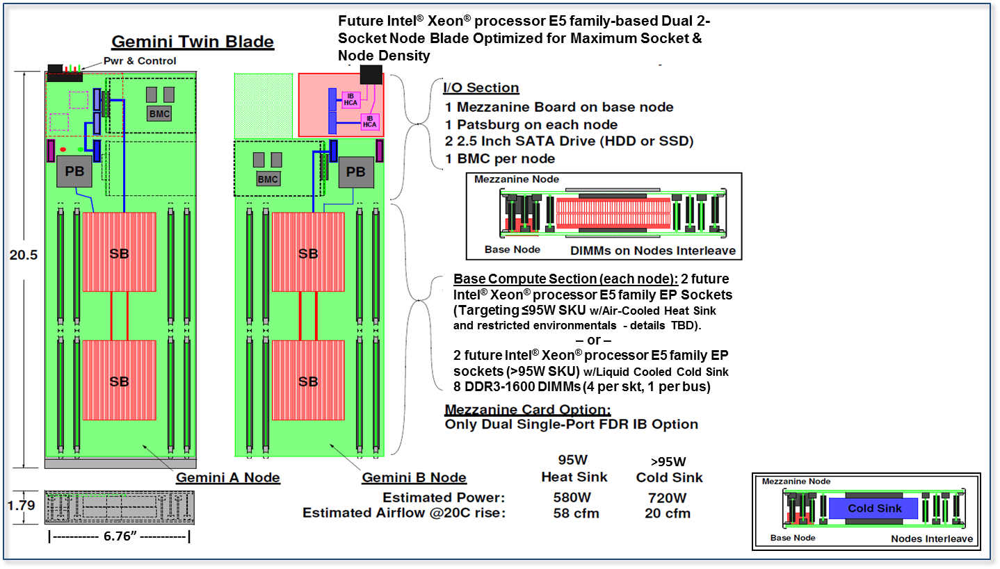 Future Intel® Xeon® processor E5 family-based Dual 2-
Socket Node Blade Optimized for Maximum Socket &
Node Density
Gemini Twin Blade
Pwr & Control
BMC
PB
SB
SB
20.5
Gemini A Node
1.79
|----------- 6.76” -----------|
IB
HCA
IB
HCA
BMC
PB
SB
SB
Gemini B Node
I/O Section
1 Mezzanine Board on base node
1 Patsburg on each node
2 2.5 Inch SATA Drive (HDD or SSD)
1 BMC per node
Mezzanine Node
Base Node
DIMMs on Nodes Interleave
Base Compute Section (each node): 2 future
Intel® Xeon® processor E5 family EP Sockets
(Targeting ≤95W SKU w/Air-Cooled Heat Sink
and restricted environmentals - details TBD).
– or –
2 future Intel® Xeon® processor E5 family EP
sockets (>95W SKU) w/Liquid Cooled Cold Sink
8 DDR3-1600 DIMMs (4 per skt, 1 per bus)
Mezzanine Card Option:
Only Dual Single-Port FDR IB Option
95W >95W
Heat Sink Cold Sink
Estimated Power: 580W 720W
Estimated Airflow @20C rise: 58 cfm 20 cfm
Mezzanine Node
Cold Sink
Base Node
Nodes Interleave